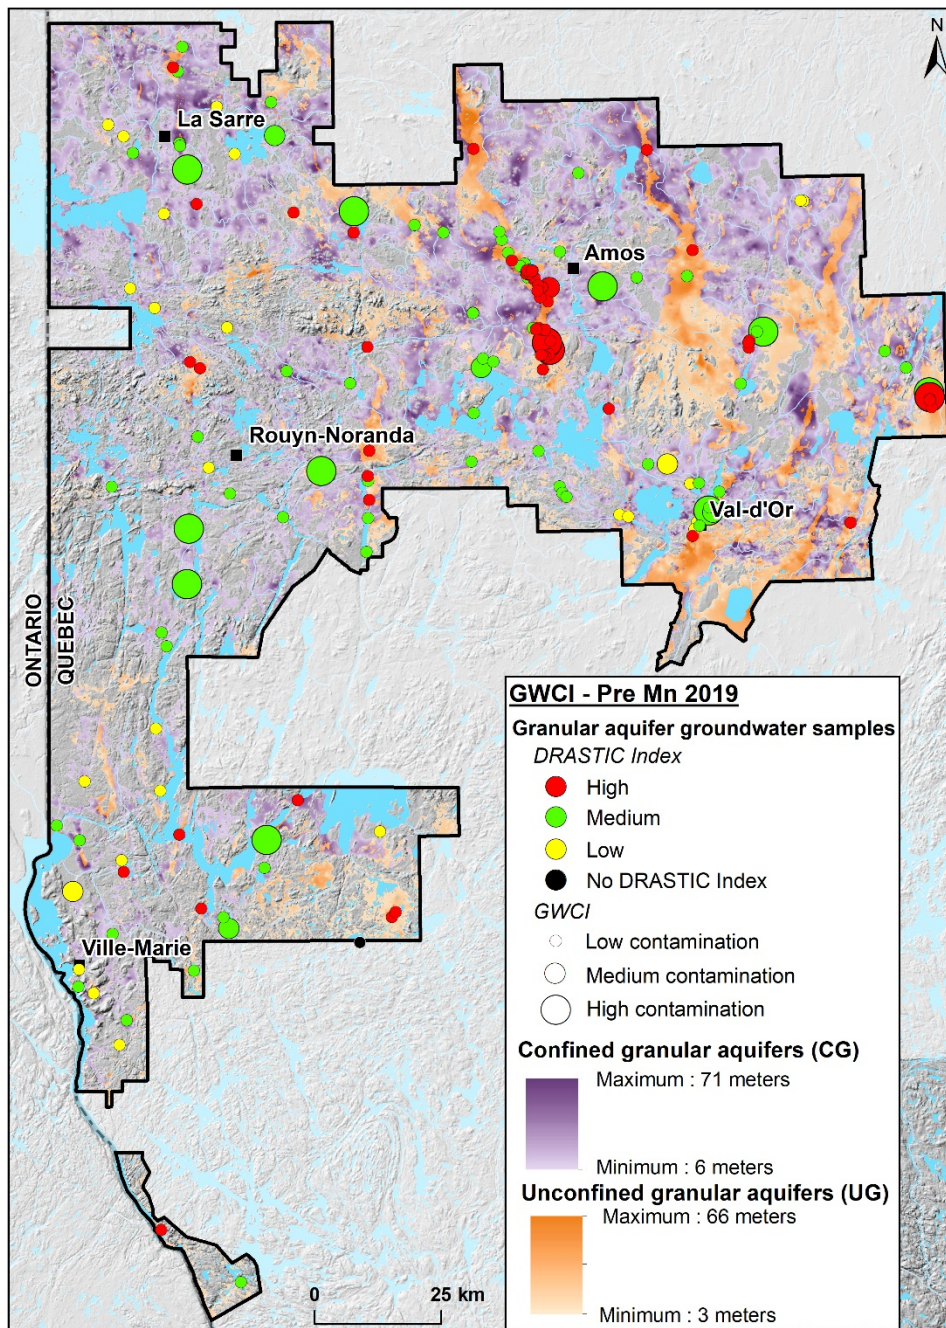 N
La Sarre
Amos
Rouyn-Noranda
Val-d'Or
ONTARIO
QUEBEC
Ville-Marie
GWCI - Pre Mn 2019
Granular aquifer groundwater samples
DRASTIC Index
High
Medium
Low
No DRASTIC Index
GWCI
Low contamination
Medium contamination
High contamination
Confined granular aquifers (CG)
Maximum : 71 meters
Minimum : 6 meters
Unconfined granular aquifers (UG)
Maximum : 66 meters
Minimum : 3 meters
0 25 km